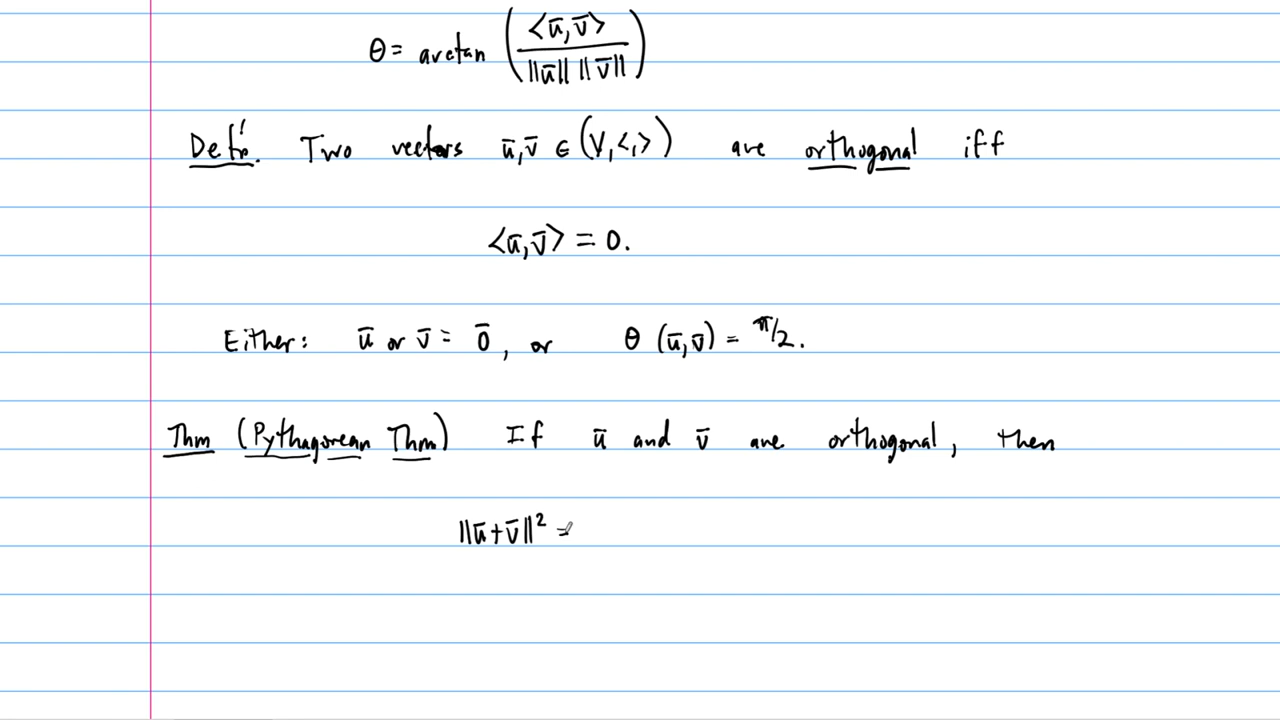 θ = arctan (<ū,v̄> / ‖ū‖ ‖v̄‖)
Def'n. Two vectors ū,v̄ ∈ (V,<,>) are orthogonal iff
<ū,v̄> = 0.
Either: ū or v̄ = 0̄, or θ(ū,v̄) = π/2.
Thm (Pythagorean Thm) If ū and v̄ are orthogonal, then
‖ū+v̄‖² =